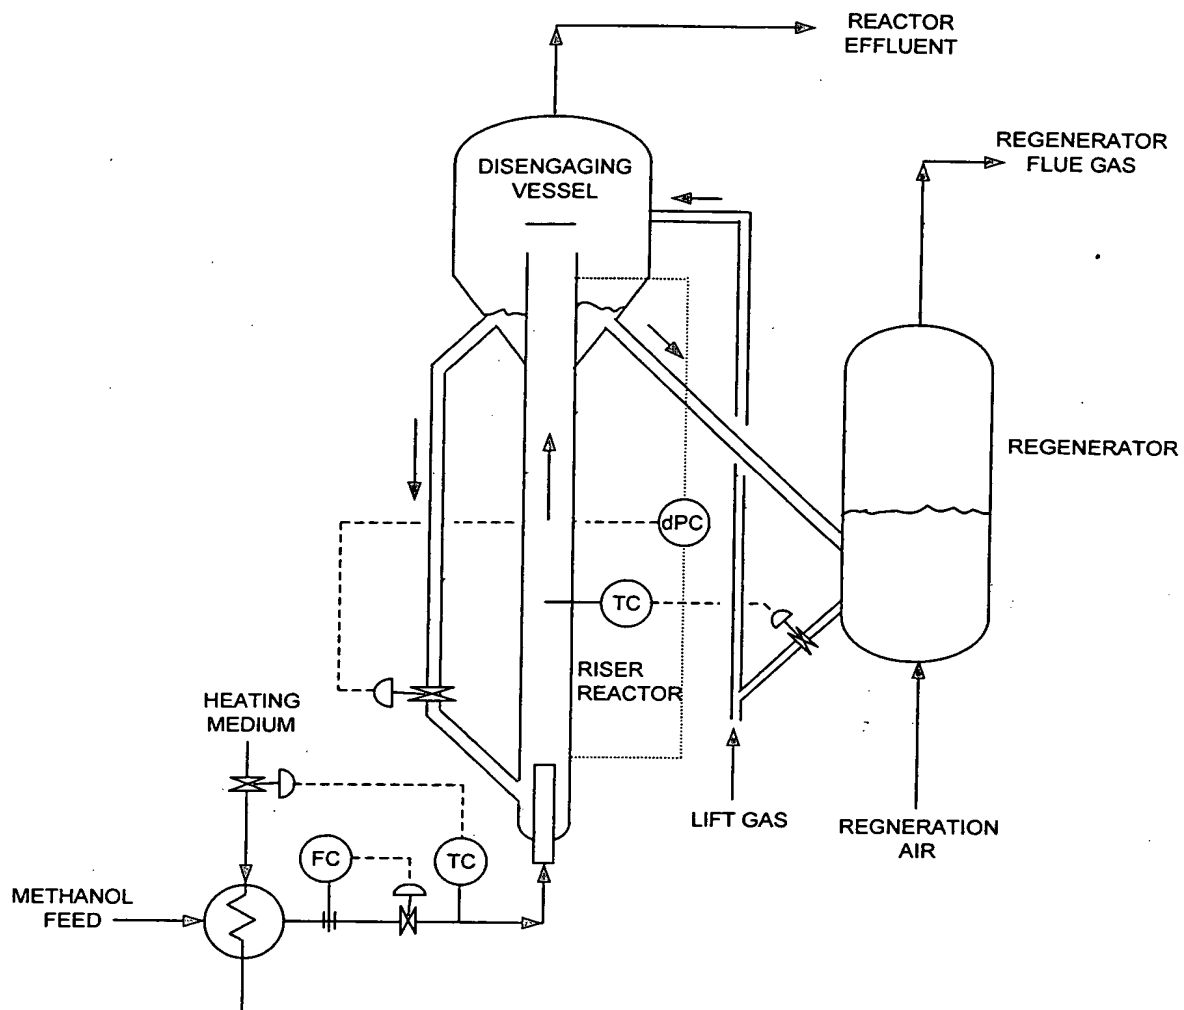 REACTOR
EFFLUENT
REGENERATOR
FLUE GAS
DISENGAGING
VESSEL
REGENERATOR
dPC
TC
RISER
REACTOR
HEATING
MEDIUM
LIFT GAS
REGNERATION
AIR
FC
TC
METHANOL
FEED